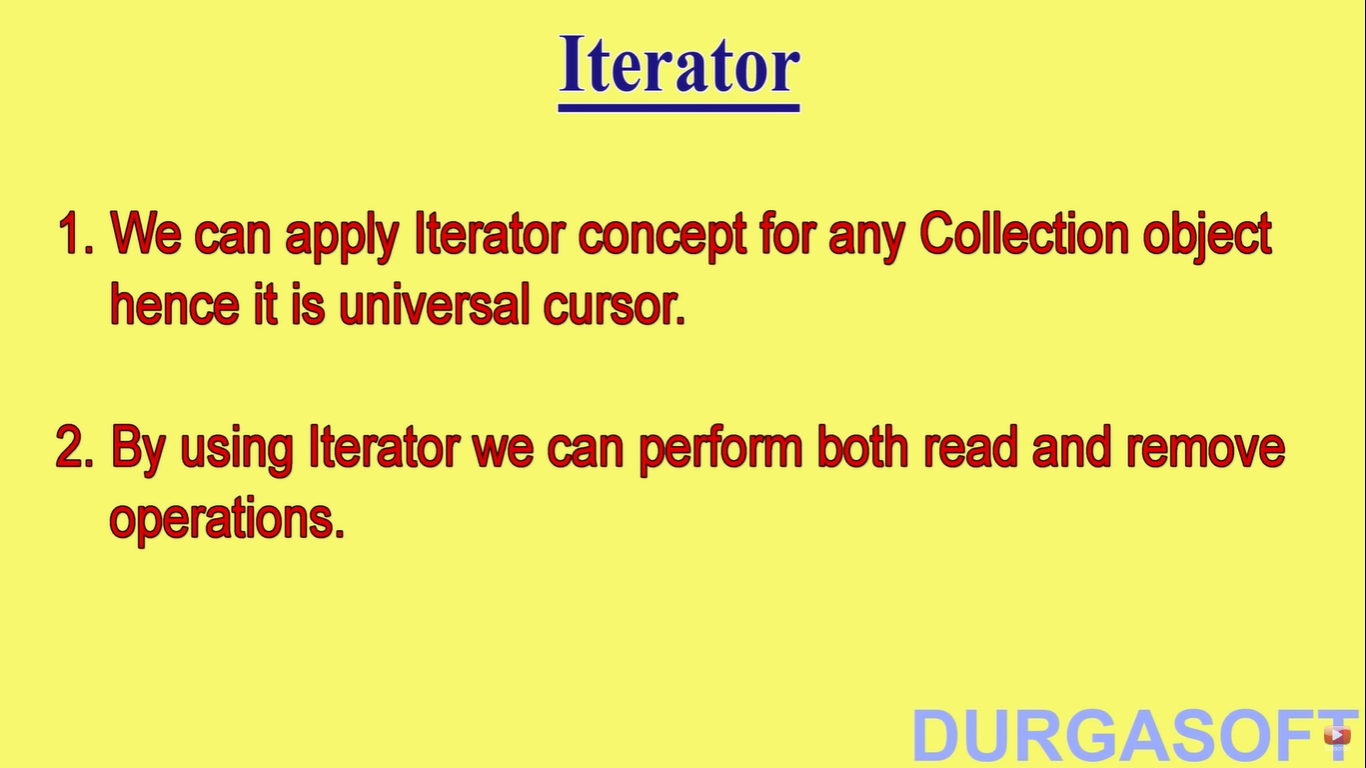 Iterator
1. We can apply Iterator concept for any Collection object
hence it is universal cursor.
2. By using Iterator we can perform both read and remove
operations.
DURGASOFT